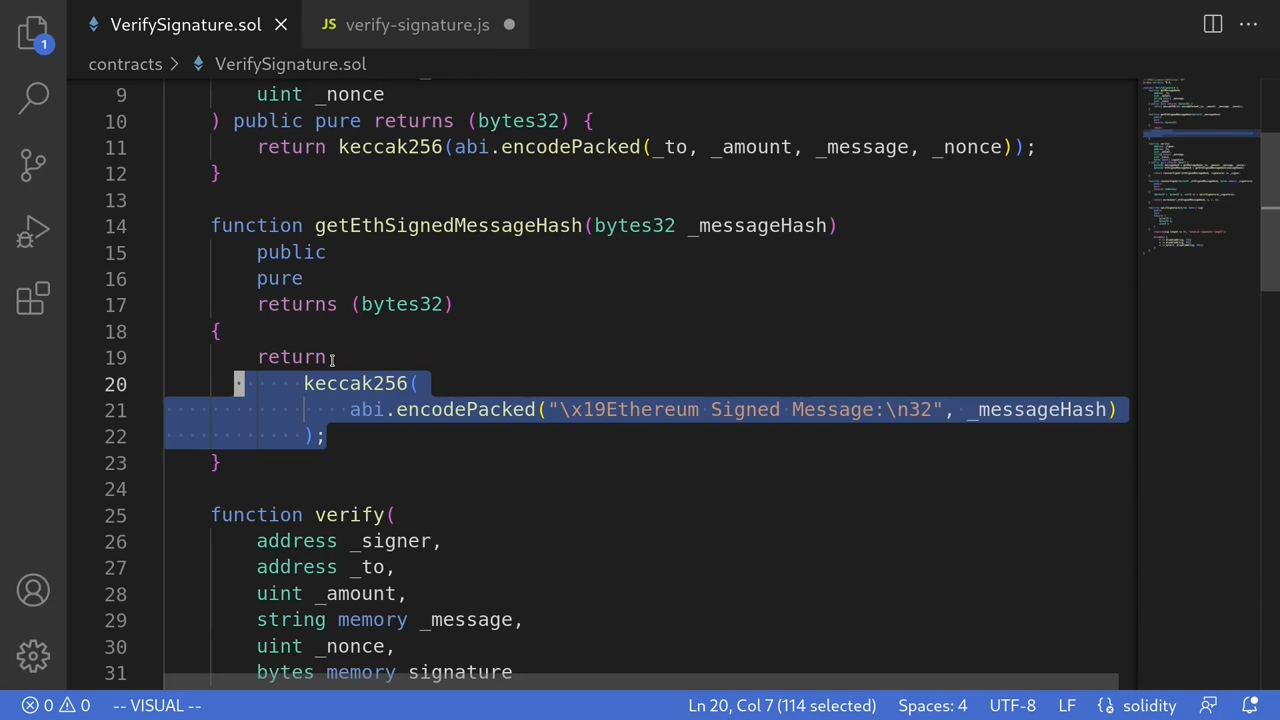 VerifySignature.sol
JS verify-signature.js
1
contracts > VerifySignature.sol
9 uint _nonce
10 ) public pure returns (bytes32) {
11 return keccak256(abi.encodePacked(_to, _amount, _message, _nonce));
12 }
13
14 function getEthSignedMessageHash(bytes32 _messageHash)
15 public
16 pure
17 returns (bytes32)
18 {
19 return
20 keccak256(
21 abi.encodePacked("\x19Ethereum Signed Message:\n32", _messageHash)
22 );
23 }
24
25 function verify(
26 address _signer,
27 address _to,
28 uint _amount,
29 string memory _message,
30 uint _nonce,
31 bytes memory signature
0 0 -- VISUAL -- Ln 20, Col 7 (114 selected) Spaces: 4 UTF-8 LF solidity